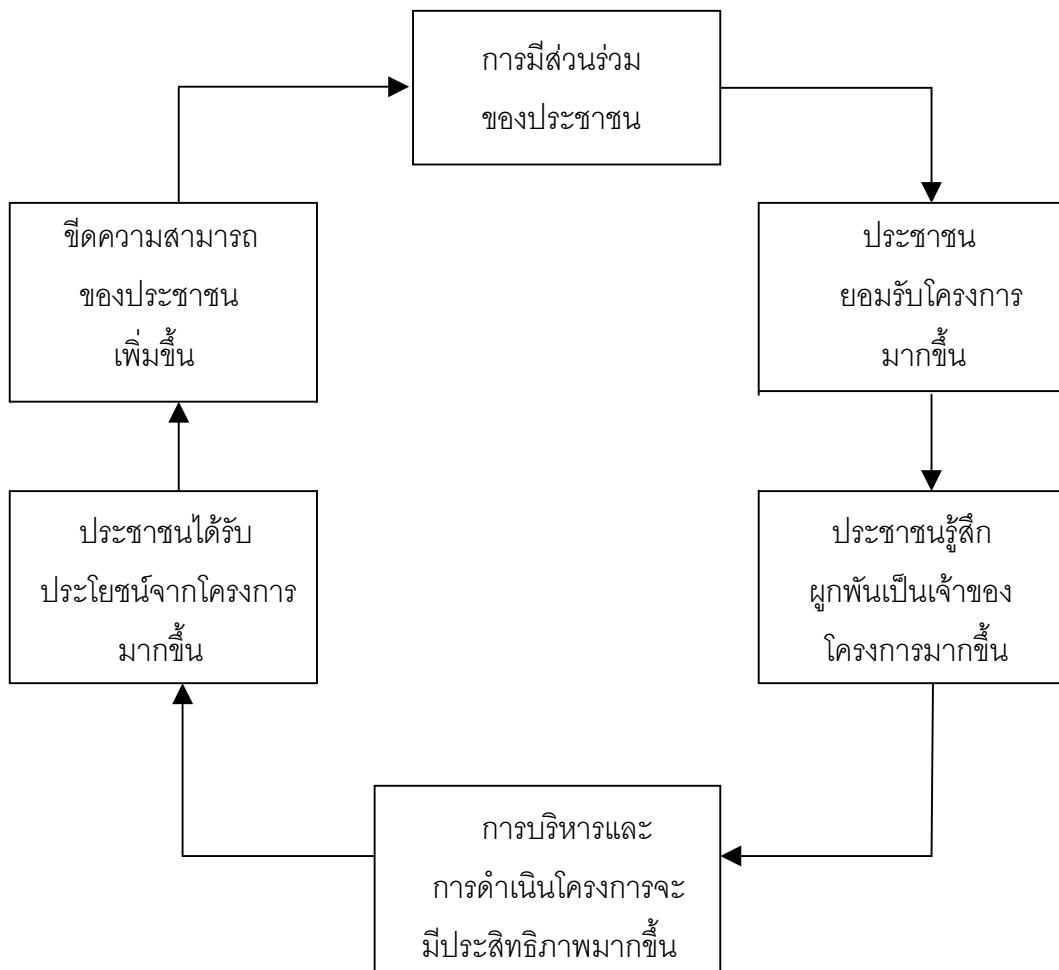 การมีส่วนร่วม
ของประชาชน
ประชาชน
ยอมรับโครงการ
มากขึ้น
ประชาชนรู้สึก
ผูกพันเป็นเจ้าของ
โครงการมากขึ้น
การบริหารและ
การดำเนินโครงการจะ
มีประสิทธิภาพมากขึ้น
ประชาชนได้รับ
ประโยชน์จากโครงการ
มากขึ้น
ขีดความสามารถ
ของประชาชน
เพิ่มขึ้น